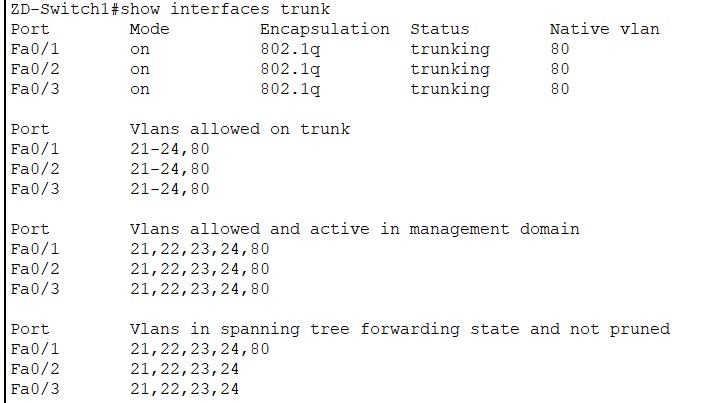 ZD-Switch1#show interfaces trunk
Port        Mode         Encapsulation  Status        Native vlan
Fa0/1       on           802.1q         trunking      80
Fa0/2       on           802.1q         trunking      80
Fa0/3       on           802.1q         trunking      80

Port        Vlans allowed on trunk
Fa0/1       21-24,80
Fa0/2       21-24,80
Fa0/3       21-24,80

Port        Vlans allowed and active in management domain
Fa0/1       21,22,23,24,80
Fa0/2       21,22,23,24,80
Fa0/3       21,22,23,24,80

Port        Vlans in spanning tree forwarding state and not pruned
Fa0/1       21,22,23,24,80
Fa0/2       21,22,23,24
Fa0/3       21,22,23,24